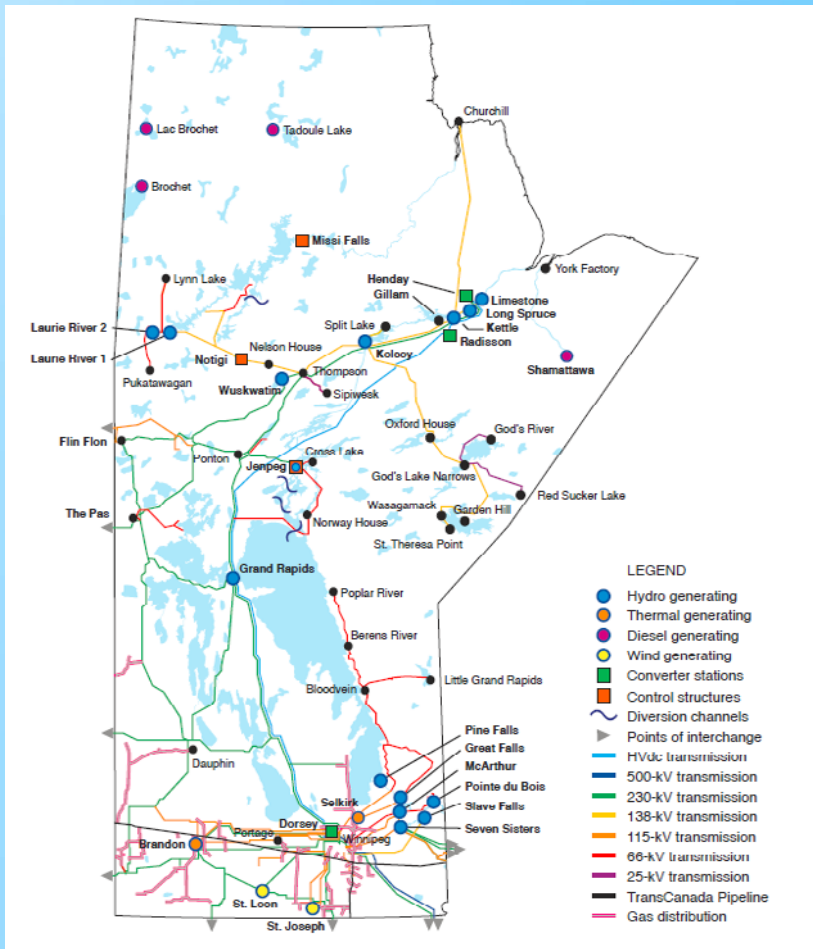 Churchill
Lac Brochet
Tadoule Lake
Brochet
Missi Falls
York Factory
Lynn Lake
Henday
Gillam
Limestone
Long Spruce
Laurie River 2
Split Lake
Kettle
Laurie River 1
Nelson House
Kolocy
Radisson
Notigi
Shamattawa
Pukatawagan
Thompson
Wuskwatim
Sipiwesk
Oxford House
God's River
Flin Flon
Ponton
Cross Lake
Jenpeg
God's Lake Narrows
Red Sucker Lake
The Pas
Norway House
Waaagamack
Garden Hill
St. Theresa Point
Grand Rapids
Poplar River
Berens River
Little Grand Rapids
Bloodvein
Pine Falls
Great Falls
McArthur
Dauphin
Pointe du Bois
Selkirk
Slave Falls
Dorsey
Seven Sisters
Brandon
Portage
Winnipeg
St. Loon
St. Joseph
LEGEND
Hydro generating
Thermal generating
Diesel generating
Wind generating
Converter stations
Control structures
Diversion channels
Points of interchange
HVdc transmission
500-kV transmission
230-kV transmission
138-kV transmission
115-kV transmission
66-kV transmission
25-kV transmission
TransCanada Pipeline
Gas distribution